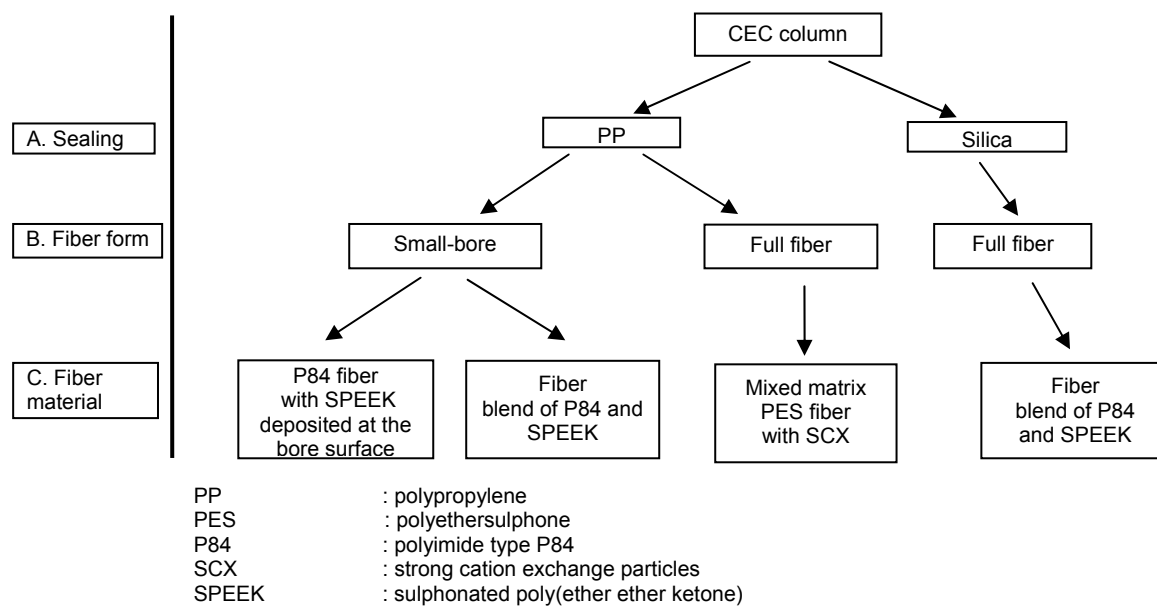 CEC column
A. Sealing
PP
Silica
B. Fiber form
Small-bore
Full fiber
Full fiber
C. Fiber
material
P84 fiber
with SPEEK
deposited at the
bore surface
Fiber
blend of P84 and
SPEEK
Mixed matrix
PES fiber
with SCX
Fiber
blend of P84
and SPEEK
PP : polypropylene
PES : polyethersulphone
P84 : polyimide type P84
SCX : strong cation exchange particles
SPEEK : sulphonated poly(ether ether ketone)